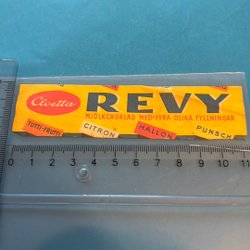 Cloetta REVY
MJÖLKCHOKLAD MED FYRA OLIKA FYLLNINGAR
TUTTI-FRUTTI CITRON HALLON PUNSCH
0 1 2 3 4 5 6 7 8 9 10 11